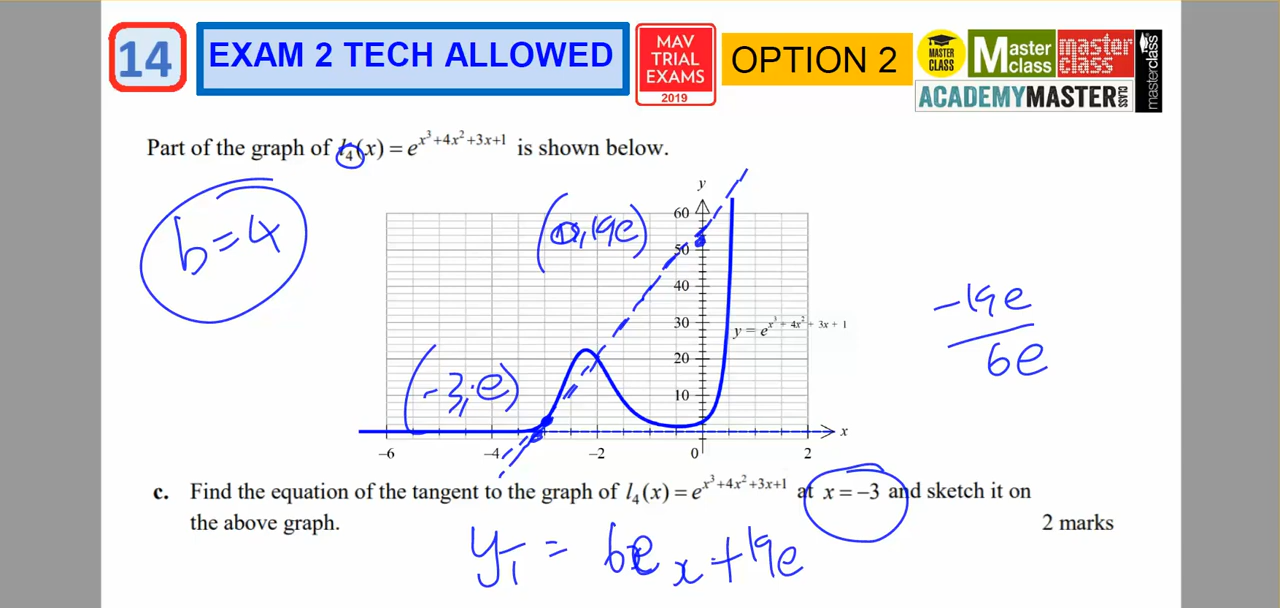 14
EXAM 2 TECH ALLOWED
MAV
TRIAL
EXAMS
2019
OPTION 2
MASTER
CLASS
Master
class
master
class
masterclass
ACADEMYMASTER
CLASS
Part of the graph of l₄(x) = e^(x³+4x²+3x+1) is shown below.
b=4
y
60
50
40
30
20
10
-6
-4
-2
0
2
x
(0, 19e)
(-3, e)
y = e^(x³ + 4x² + 3x + 1)
-19e
6e
c. Find the equation of the tangent to the graph of l₄(x) = e^(x³+4x²+3x+1) at x = −3 and sketch it on
the above graph.
2 marks
y_T = 6e x + 19e